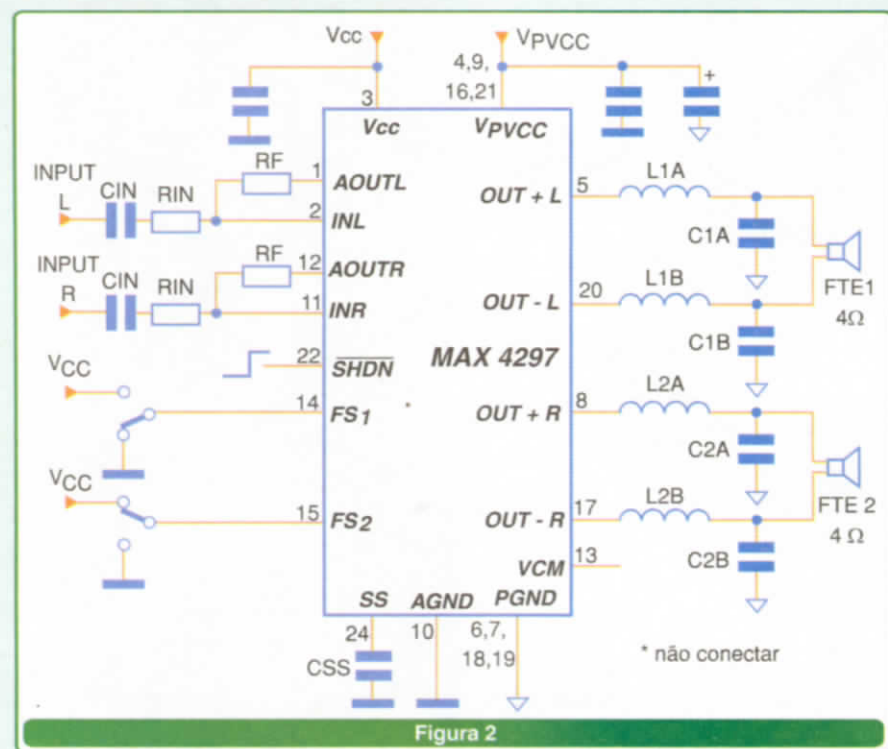 Vcc
VPVCC
4,9,
16,21
3
Vcc
VPVCC
INPUT
L
CIN
RIN
RF
1
AOUTL
2
INL
INPUT
R
CIN
RIN
RF
12
AOUTR
11
INR
22
SHDN
VCC
14
FS1
*
VCC
15
FS2
MAX 4297
OUT + L
5
L1A
C1A
OUT - L
20
L1B
C1B
FTE1
4Ω
OUT + R
8
L2A
C2A
OUT - R
17
L2B
C2B
FTE 2
4 Ω
VCM
13
SS
AGND
PGND
24
10
6,7,
18,19
CSS
* não conectar
Figura 2